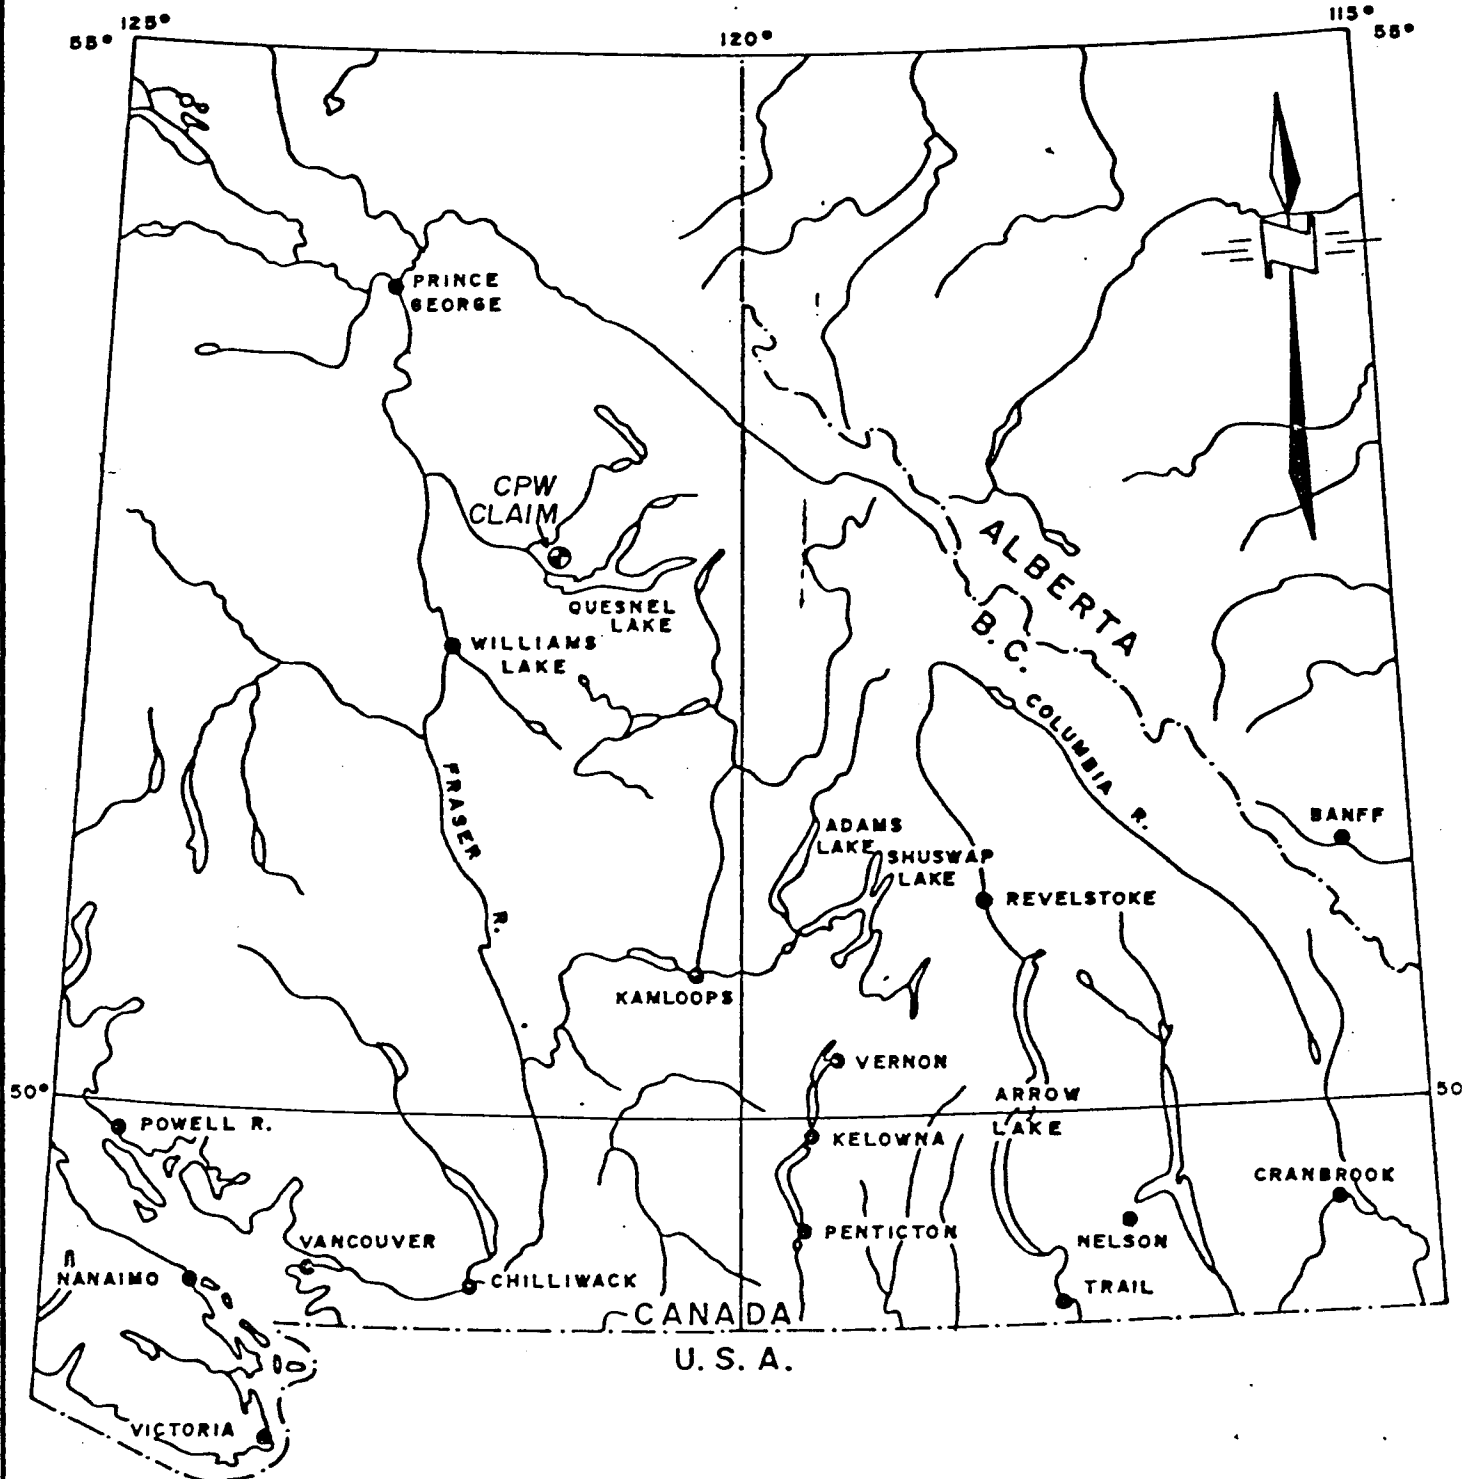 125°
120°
115°
55°
55°
PRINCE
GEORGE
CPW
CLAIM
QUESNEL
LAKE
WILLIAMS
LAKE
ALBERTA
B.C.
COLUMBIA R.
FRASER R.
BANFF
ADAMS
LAKE
SHUSWAP
LAKE
REVELSTOKE
KAMLOOPS
VERNON
50°
50
ARROW
LAKE
POWELL R.
KELOWNA
CRANBROOK
VANCOUVER
PENTICTON
NELSON
NANAIMO
CHILLIWACK
TRAIL
CANADA
U.S.A.
VICTORIA